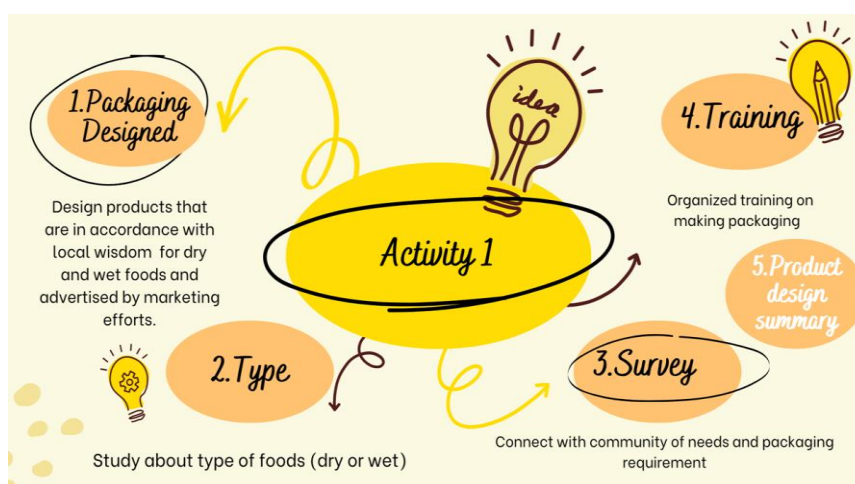 1.Packaging
Designed
Design products that
are in accordance with
local wisdom for dry
and wet foods and
advertised by marketing
efforts.
idea
Activity 1
2.Type
Study about type of foods (dry or wet)
3.Survey
Connect with community of needs and packaging
requirement
4.Training
Organized training on
making packaging
5.Product
design
summary